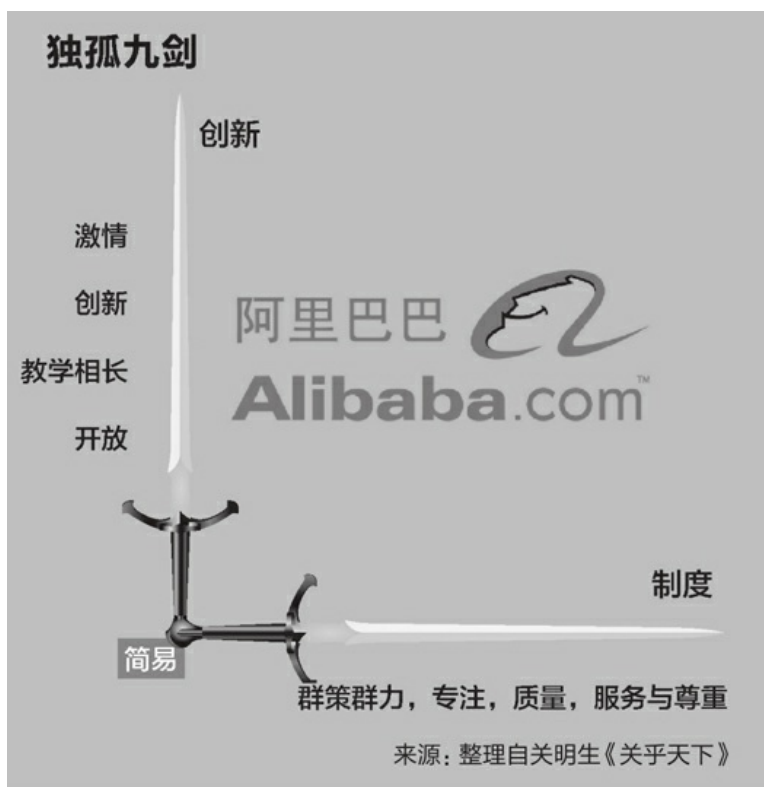 独孤九剑
创新
激情
创新
教学相长
开放
阿里巴巴
Alibaba.com™
制度
简易
群策群力，专注，质量，服务与尊重
来源：整理自关明生《关乎天下》